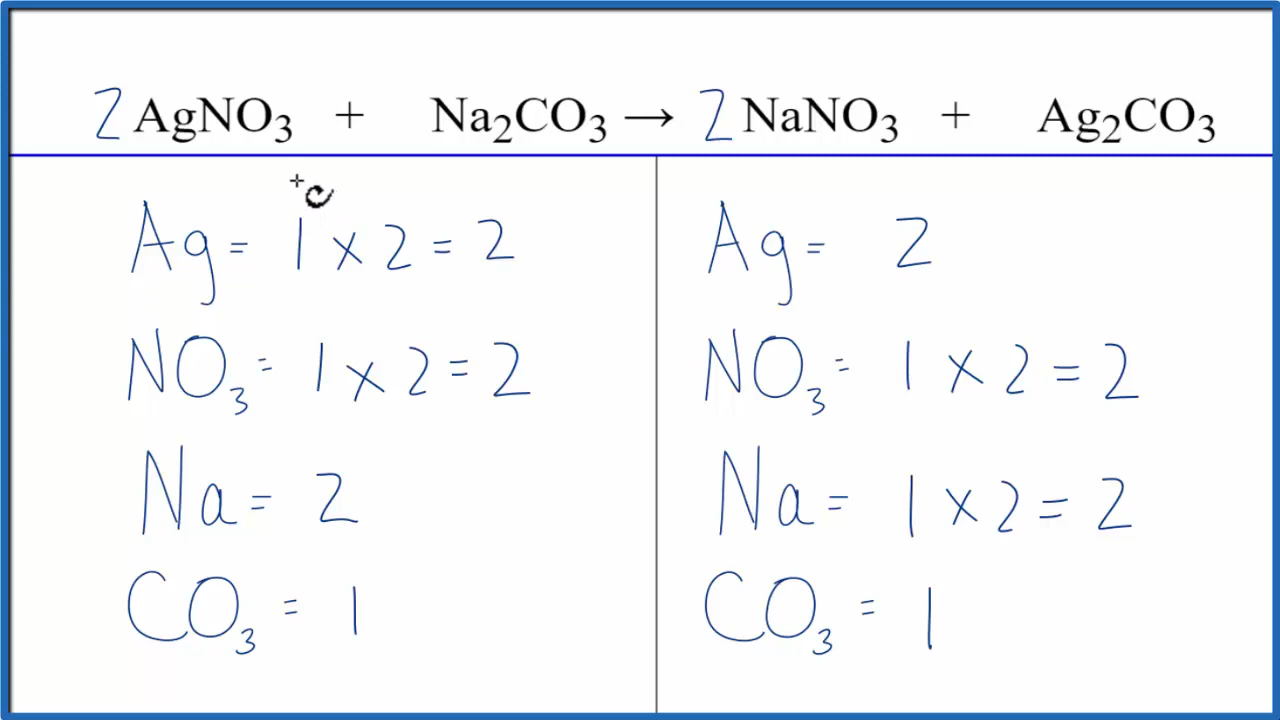 2 AgNO₃ + Na₂CO₃ → 2 NaNO₃ + Ag₂CO₃
Ag = 1 x 2 = 2
NO₃ = 1 x 2 = 2
Na = 2
CO₃ = 1
Ag = 2
NO₃ = 1 x 2 = 2
Na = 1 x 2 = 2
CO₃ = 1